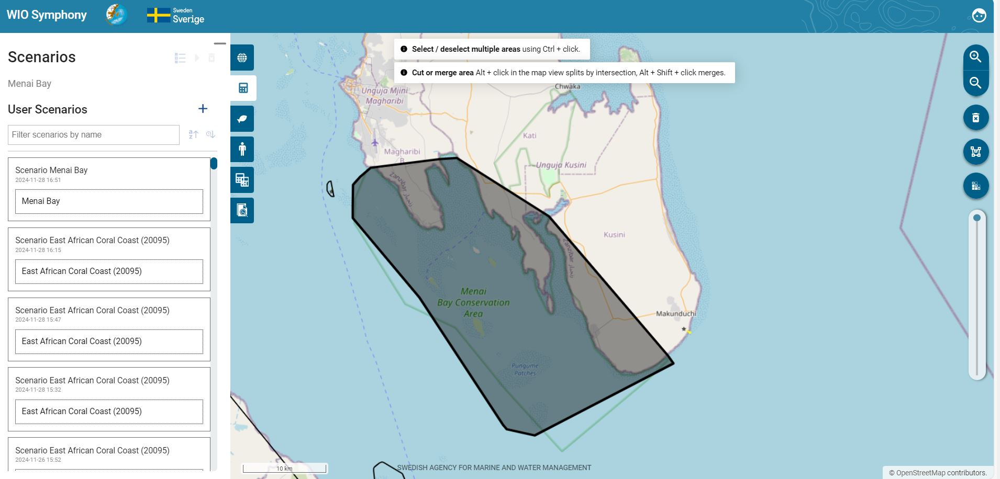 WIO Symphony
Sweden
Sverige
Scenarios
Menai Bay
User Scenarios
Filter scenarios by name
a
z
Scenario Menai Bay
2024-11-28 16:51
Menai Bay
Scenario East African Coral Coast (20095)
2024-11-28 16:15
East African Coral Coast (20095)
Scenario East African Coral Coast (20095)
2024-11-28 15:47
East African Coral Coast (20095)
Scenario East African Coral Coast (20095)
2024-11-28 15:32
East African Coral Coast (20095)
Scenario East African Coral Coast (20095)
2024-11-26 15:52
Select / deselect multiple areas using Ctrl + click.
Cut or merge area Alt + click in the map view splits by intersection, Alt + Shift + click merges.
Chwaka
Unguja Mjini
Magharibi
Kati
Magharibi
B
Unguja Kusini
Zanzibar زنجبار
Kusini
Zanzibar زنجبار
Menai
Bay Conservation
Area
Makunduchi
Pungume
Patches
10 km
SWEDISH AGENCY FOR MARINE AND WATER MANAGEMENT
© OpenStreetMap contributors.